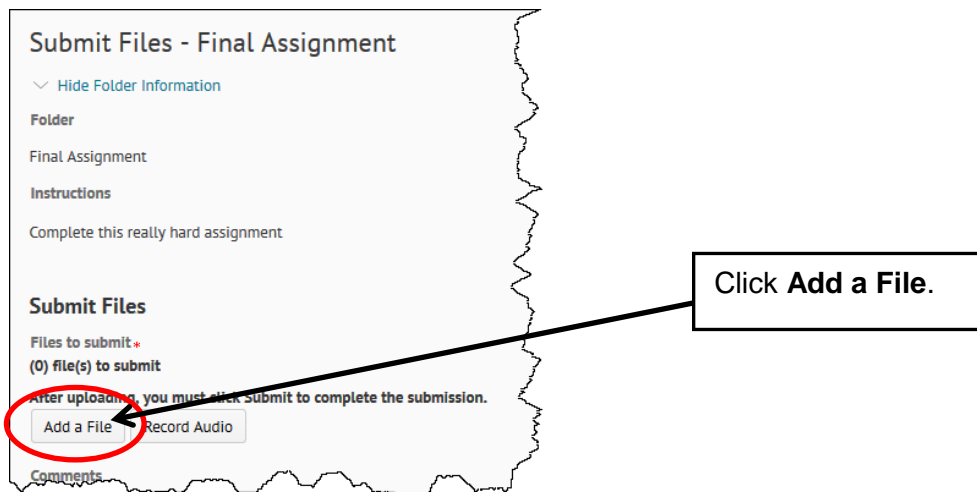 Submit Files - Final Assignment
Hide Folder Information
Folder
Final Assignment
Instructions
Complete this really hard assignment
Click Add a File.
Submit Files
Files to submit*
(0) file(s) to submit
After uploading, you must click Submit to complete the submission.
Add a File Record Audio
Comments